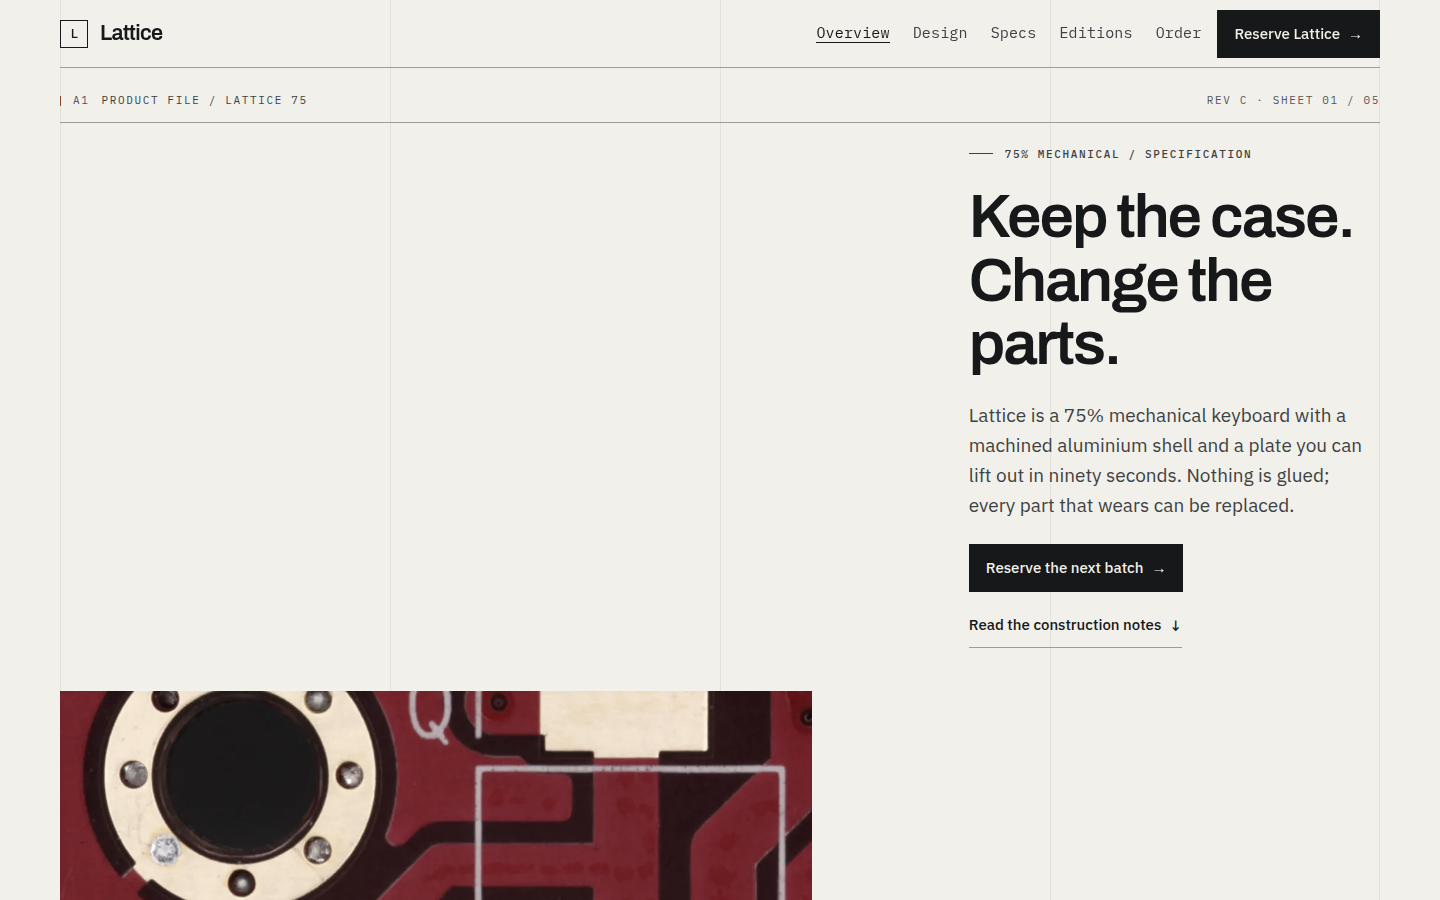 L Lattice
Overview Design Specs Editions Order Reserve Lattice →
A1 PRODUCT FILE / LATTICE 75
REV C · SHEET 01 / 05
75% MECHANICAL / SPECIFICATION
Keep the case.
Change the
parts.
Lattice is a 75% mechanical keyboard with a
machined aluminium shell and a plate you can
lift out in ninety seconds. Nothing is glued;
every part that wears can be replaced.
Reserve the next batch →
Read the construction notes ↓
Q